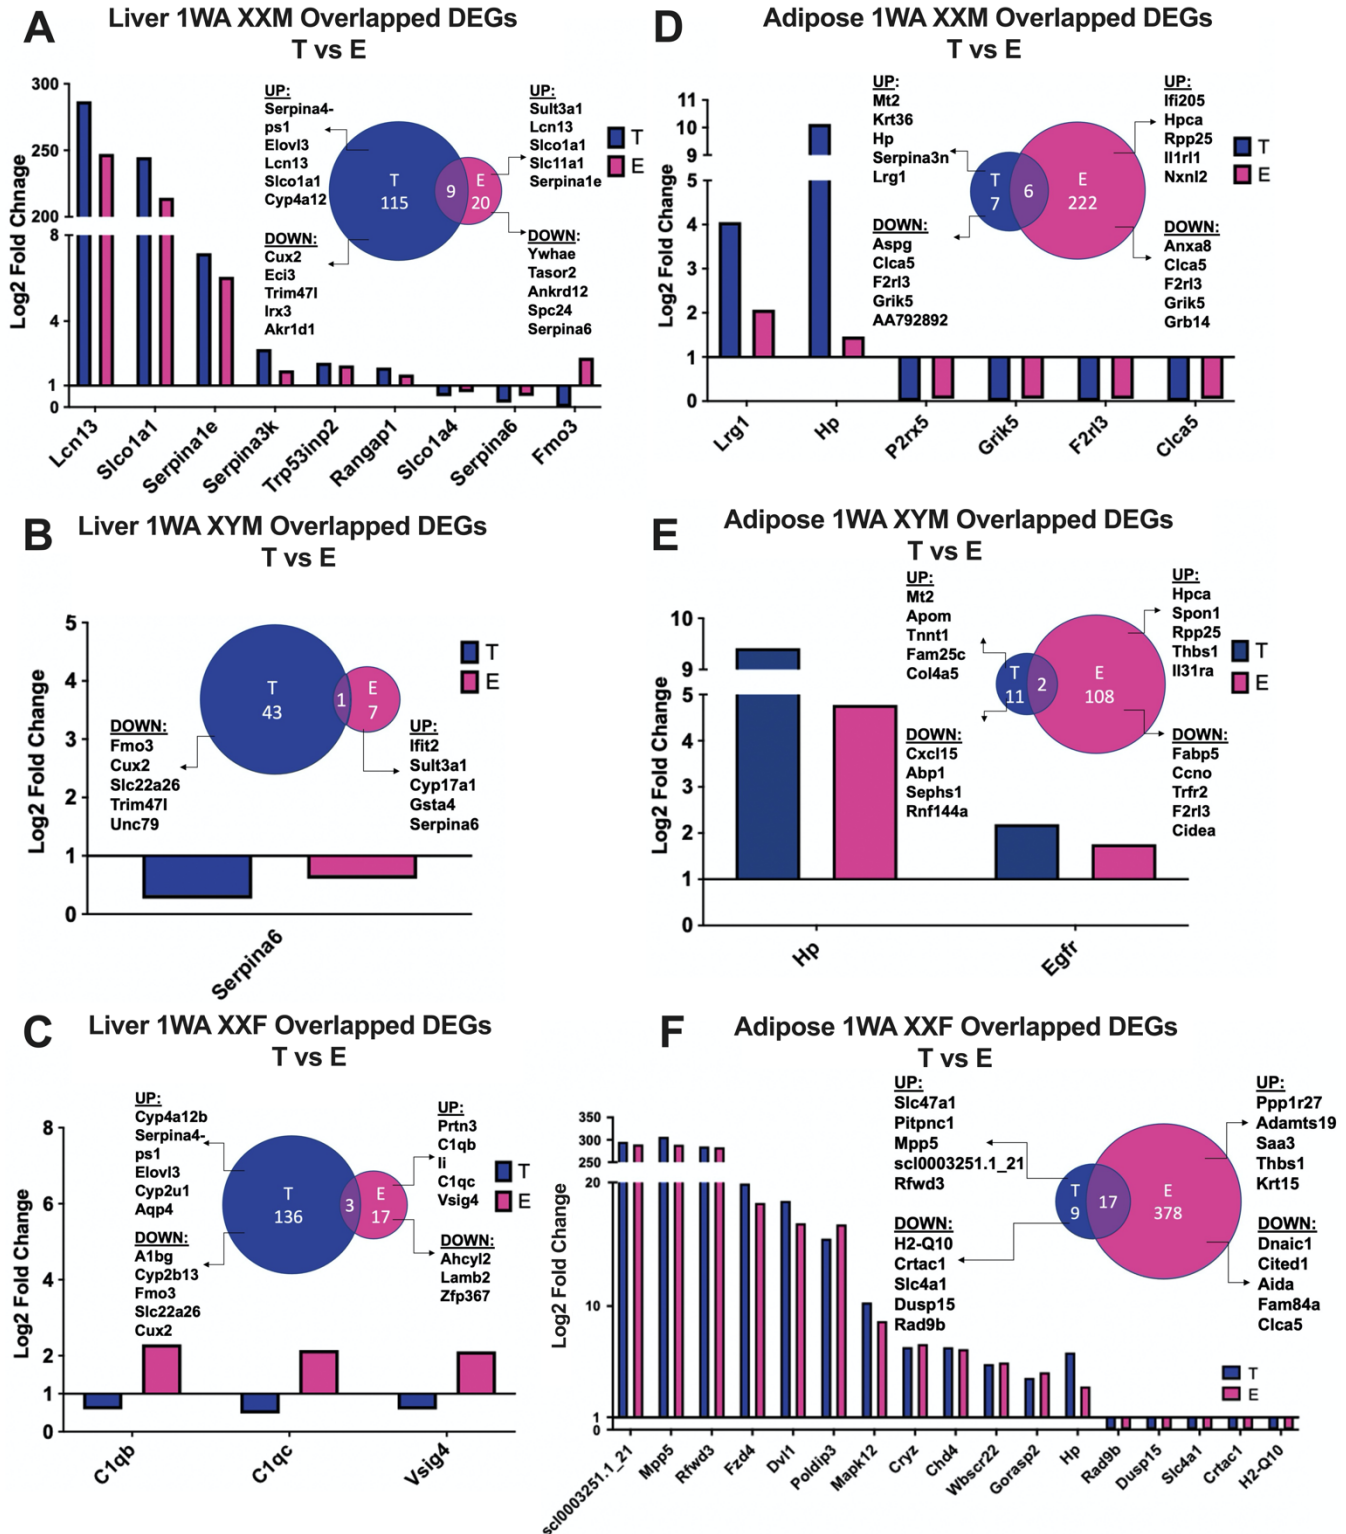 A
Liver 1WA XXM Overlapped DEGs
T vs E
Log2 Fold Chnage
300
250
200
8
4
1
0
UP:
Serpina4-
ps1
Elovl3
Lcn13
Slco1a1
Cyp4a12
DOWN:
Cux2
Eci3
Trim47l
Irx3
Akr1d1
T
115
9
E
20
UP:
Sult3a1
Lcn13
Slco1a1
Slc11a1
Serpina1e
DOWN:
Ywhae
Tasor2
Ankrd12
Spc24
Serpina6
T
E
Lcn13
Slco1a1
Serpina1e
Serpina3k
Trp53inp2
Rangap1
Slco1a4
Serpina6
Fmo3
D
Adipose 1WA XXM Overlapped DEGs
T vs E
Log2 Fold Change
11
10
9
5
4
3
2
1
0
UP:
Mt2
Krt36
Hp
Serpina3n
Lrg1
DOWN:
Aspg
Clca5
F2rl3
Grik5
AA792892
T
7
6
E
222
UP:
Ifi205
Hpca
Rpp25
Il1rl1
Nxnl2
DOWN:
Anxa8
Clca5
F2rl3
Grik5
Grb14
T
E
Lrg1
Hp
P2rx5
Grik5
F2rl3
Clca5
B
Liver 1WA XYM Overlapped DEGs
T vs E
Log2 Fold Change
5
4
3
2
1
0
T
43
1
E
7
DOWN:
Fmo3
Cux2
Slc22a26
Trim47l
Unc79
UP:
Ifit2
Sult3a1
Cyp17a1
Gsta4
Serpina6
T
E
Serpina6
E
Adipose 1WA XYM Overlapped DEGs
T vs E
Log2 Fold Change
10
9
5
4
3
2
1
0
UP:
Mt2
Apom
Tnnt1
Fam25c
Col4a5
DOWN:
Cxcl15
Abp1
Sephs1
Rnf144a
T
11
2
E
108
UP:
Hpca
Spon1
Rpp25
Thbs1
Il31ra
DOWN:
Fabp5
Ccno
Trfr2
F2rl3
Cidea
T
E
Hp
Egfr
C
Liver 1WA XXF Overlapped DEGs
T vs E
Log2 Fold Change
8
6
4
2
1
0
UP:
Cyp4a12b
Serpina4-
ps1
Elovl3
Cyp2u1
Aqp4
DOWN:
A1bg
Cyp2b13
Fmo3
Slc22a26
Cux2
T
136
3
E
17
UP:
Prtn3
C1qb
Ii
C1qc
Vsig4
DOWN:
Ahcyl2
Lamb2
Zfp367
T
E
C1qb
C1qc
Vsig4
F
Adipose 1WA XXF Overlapped DEGs
T vs E
Log2 Fold Change
350
300
250
20
10
1
0
UP:
Slc47a1
Pitpnc1
Mpp5
scl0003251.1_21
Rfwd3
DOWN:
H2-Q10
Crtac1
Slc4a1
Dusp15
Rad9b
T
9
17
E
378
UP:
Ppp1r27
Adamts19
Saa3
Thbs1
Krt15
DOWN:
Dnaic1
Cited1
Aida
Fam84a
Clca5
T
E
scl0003251.1_21
Mpp5
Rfwd3
Fzd4
Dvl1
Poldip3
Mapk12
Cryz
Chd4
Wbscr22
Gorasp2
Hp
Rad9b
Dusp15
Slc4a1
Crtac1
H2-Q10